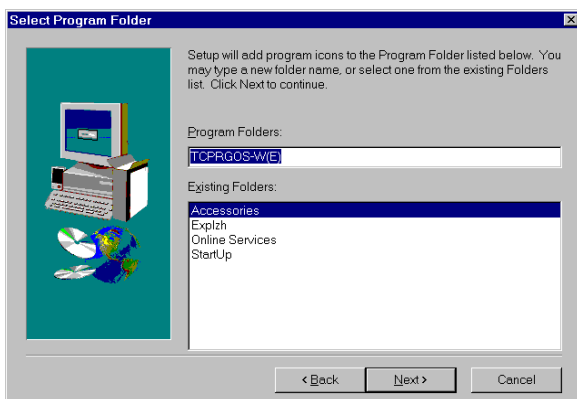 Select Program Folder
Setup will add program icons to the Program Folder listed below. You
may type a new folder name, or select one from the existing Folders
list. Click Next to continue.
Program Folders:
TCPRGOS-W(E)
Existing Folders:
Accessories
Explzh
Online Services
StartUp
< Back
Next >
Cancel